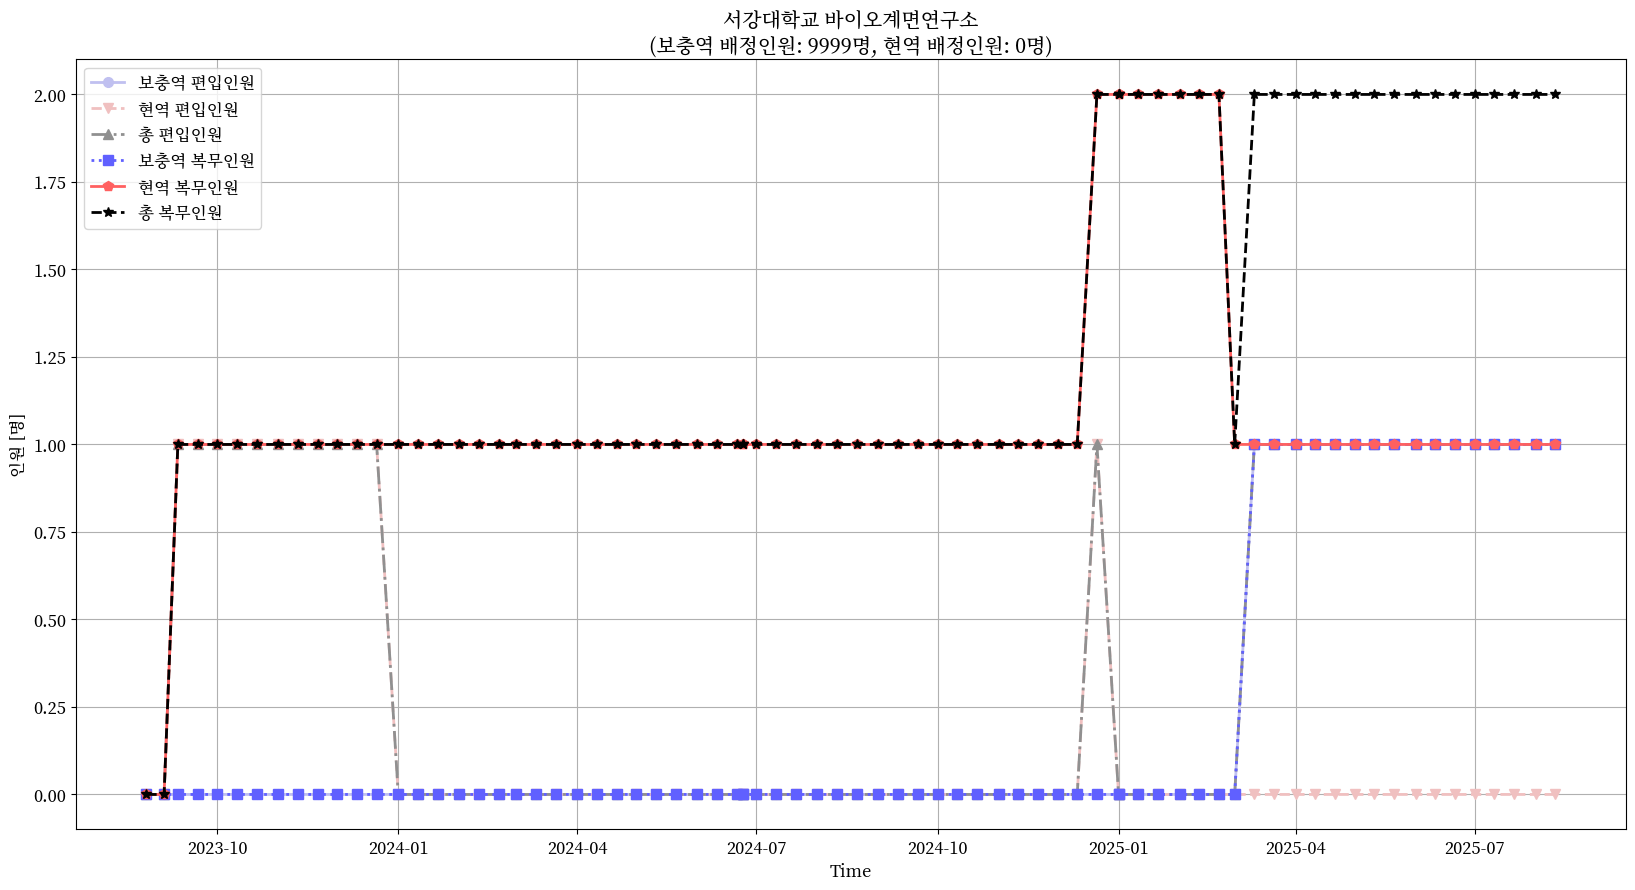 서강대학교 바이오계면연구소
(보충역 배정인원: 9999명, 현역 배정인원: 0명)
보충역 편입인원
현역 편입인원
총 편입인원
보충역 복무인원
현역 복무인원
총 복무인원
2.00
1.75
1.50
1.25
1.00
0.75
0.50
0.25
0.00
인원 [명]
2023-10
2024-01
2024-04
2024-07
2024-10
2025-01
2025-04
2025-07
Time